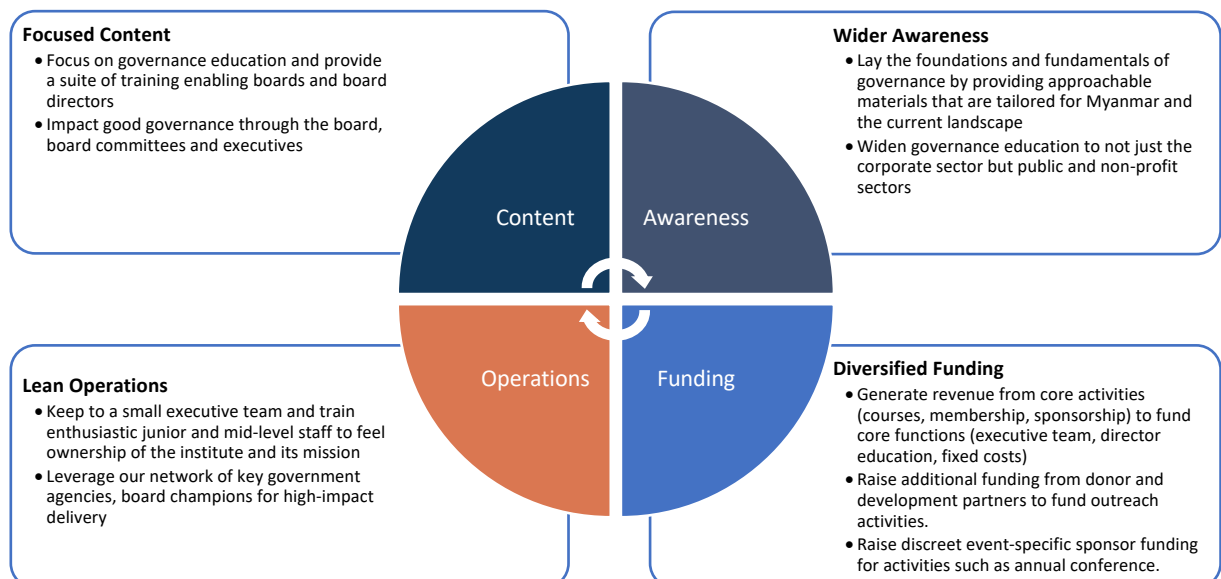 Focused Content
• Focus on governance education and provide
a suite of training enabling boards and board
directors
• Impact good governance through the board,
board committees and executives
Wider Awareness
• Lay the foundations and fundamentals of
governance by providing approachable
materials that are tailored for Myanmar and
the current landscape
• Widen governance education to not just the
corporate sector but public and non-profit
sectors
Content
Awareness
Operations
Funding
Lean Operations
• Keep to a small executive team and train
enthusiastic junior and mid-level staff to feel
ownership of the institute and its mission
• Leverage our network of key government
agencies, board champions for high-impact
delivery
Diversified Funding
• Generate revenue from core activities
(courses, membership, sponsorship) to fund
core functions (executive team, director
education, fixed costs)
• Raise additional funding from donor and
development partners to fund outreach
activities.
• Raise discreet event-specific sponsor funding
for activities such as annual conference.